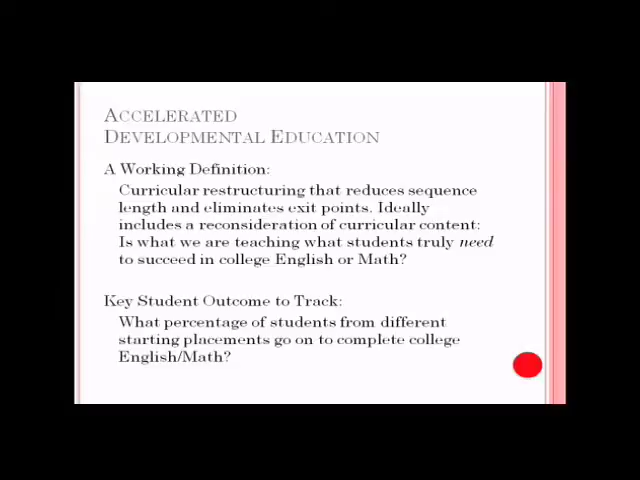 ACCELERATED
DEVELOPMENTAL EDUCATION
A Working Definition:
Curricular restructuring that reduces sequence
length and eliminates exit points. Ideally
includes a reconsideration of curricular content:
Is what we are teaching what students truly need
to succeed in college English or Math?
Key Student Outcome to Track:
What percentage of students from different
starting placements go on to complete college
English/Math?